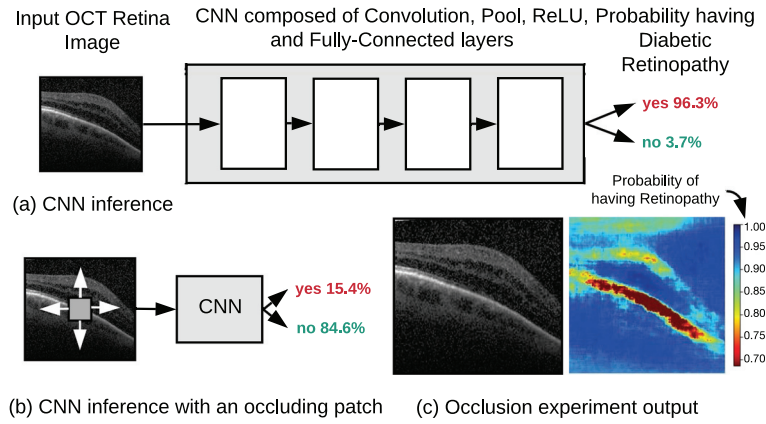 Input OCT Retina
Image
CNN composed of Convolution, Pool, ReLU,
and Fully-Connected layers
Probability having
Diabetic
Retinopathy
yes 96.3%
no 3.7%
(a) CNN inference
Probability of
having Retinopathy
CNN
yes 15.4%
no 84.6%
1.00
0.95
0.90
0.85
0.80
0.75
0.70
(b) CNN inference with an occluding patch
(c) Occlusion experiment output